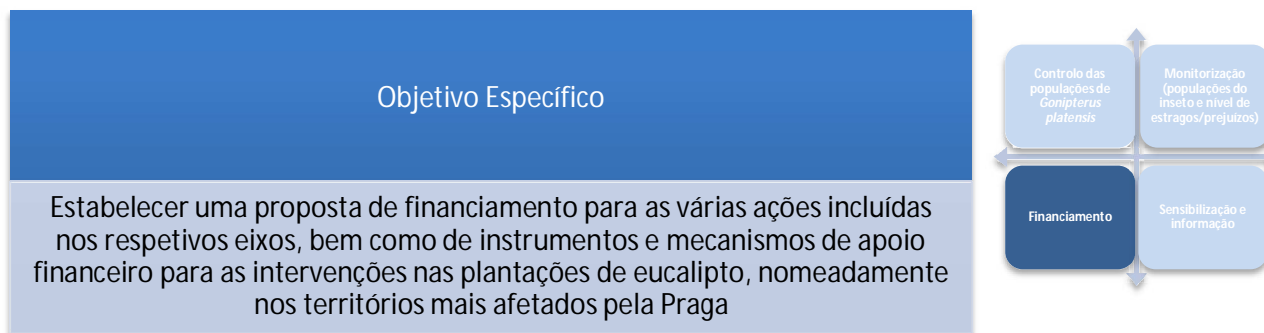 Objetivo Específico
Estabelecer uma proposta de financiamento para as várias ações incluídas
nos respetivos eixos, bem como de instrumentos e mecanismos de apoio
financeiro para as intervenções nas plantações de eucalipto, nomeadamente
nos territórios mais afetados pela Praga
Controlo das
populações de
Gonipterus
platensis
Monitorização
(populações do
inseto e nível de
estragos/prejuízos)
Financiamento
Sensibilização e
informação